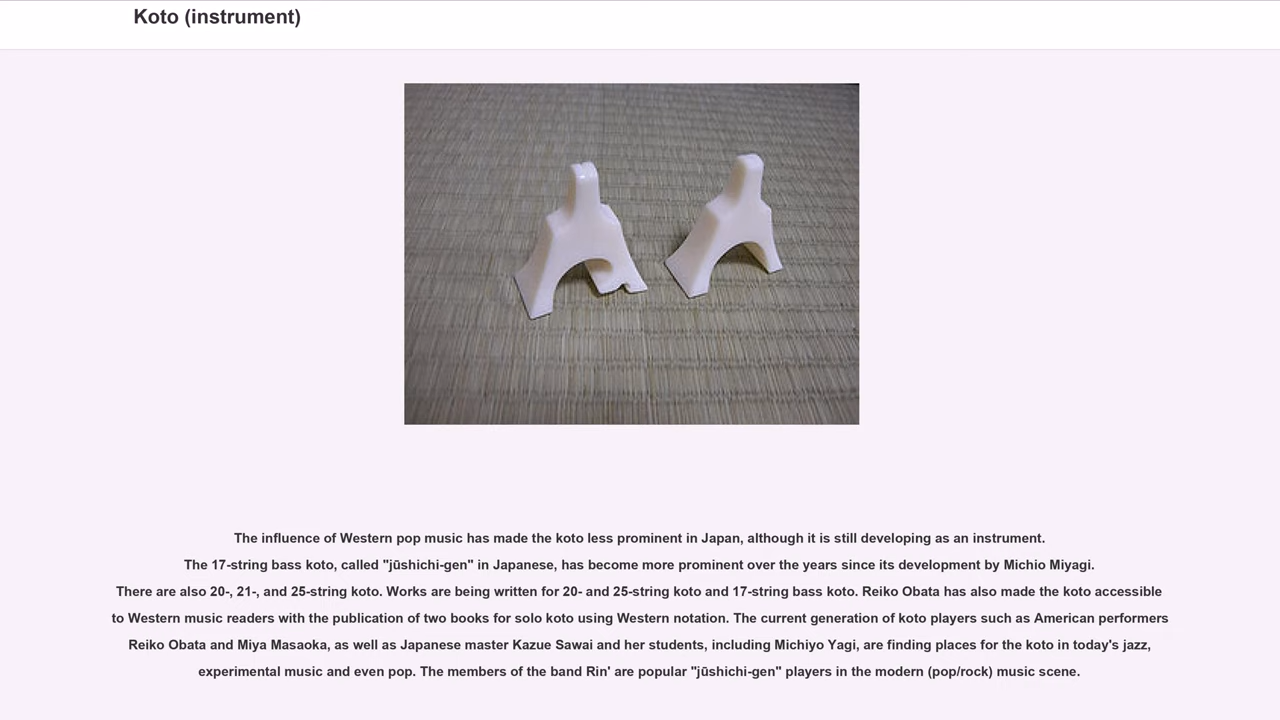 Koto (instrument)
The influence of Western pop music has made the koto less prominent in Japan, although it is still developing as an instrument.
The 17-string bass koto, called "jūshichi-gen" in Japanese, has become more prominent over the years since its development by Michio Miyagi.
There are also 20-, 21-, and 25-string koto. Works are being written for 20- and 25-string koto and 17-string bass koto. Reiko Obata has also made the koto accessible
to Western music readers with the publication of two books for solo koto using Western notation. The current generation of koto players such as American performers
Reiko Obata and Miya Masaoka, as well as Japanese master Kazue Sawai and her students, including Michiyo Yagi, are finding places for the koto in today's jazz,
experimental music and even pop. The members of the band Rin' are popular "jūshichi-gen" players in the modern (pop/rock) music scene.